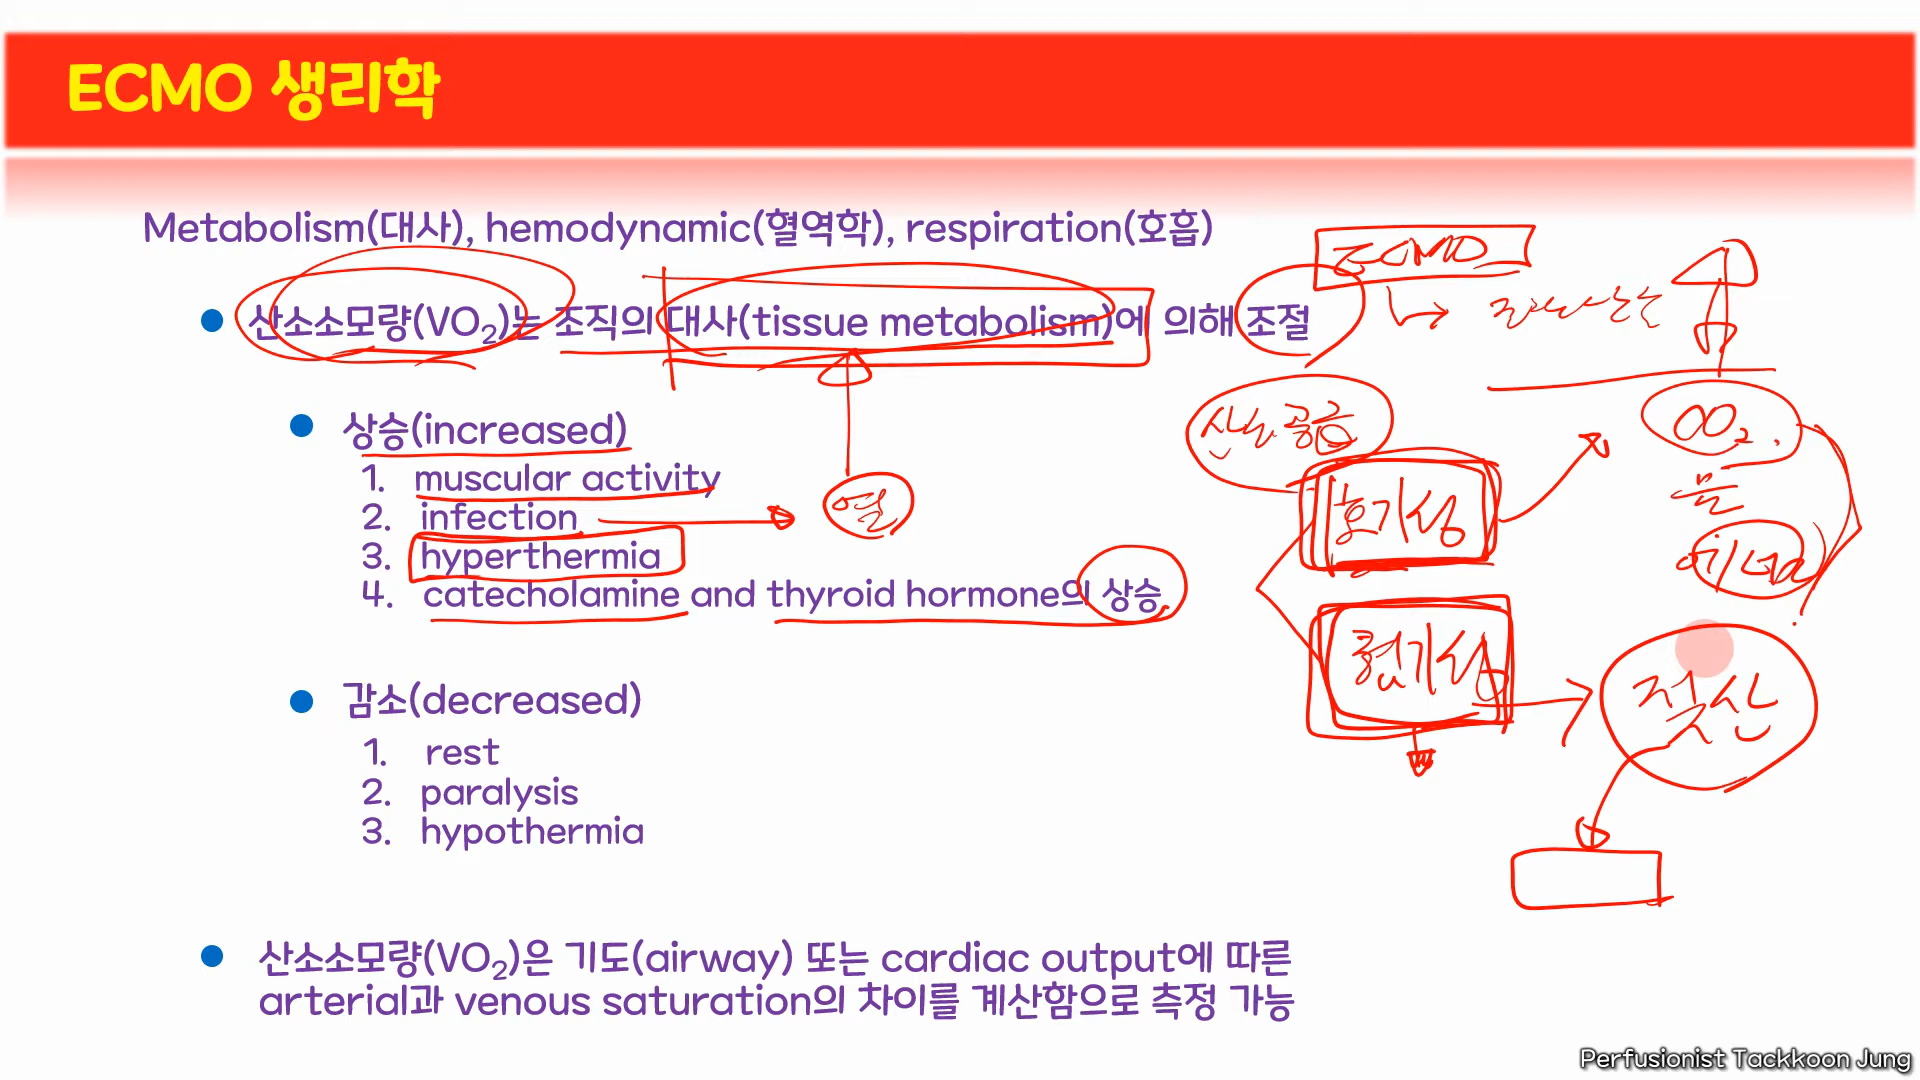 ECMO 생리학
Metabolism(대사), hemodynamic(혈역학), respiration(호흡)
산소소모량(VO₂)는 조직의 대사(tissue metabolism)에 의해 조절
ECMO
산소공급
CO₂
상승(increased)
1. muscular activity
2. infection
열
호기성
3. hyperthermia
4. catecholamine and thyroid hormone의 상승
혐기성
젖산
감소(decreased)
1. rest
2. paralysis
3. hypothermia
산소소모량(VO₂)은 기도(airway) 또는 cardiac output에 따른
arterial과 venous saturation의 차이를 계산함으로 측정 가능
Perfusionist Tackkoon Jung